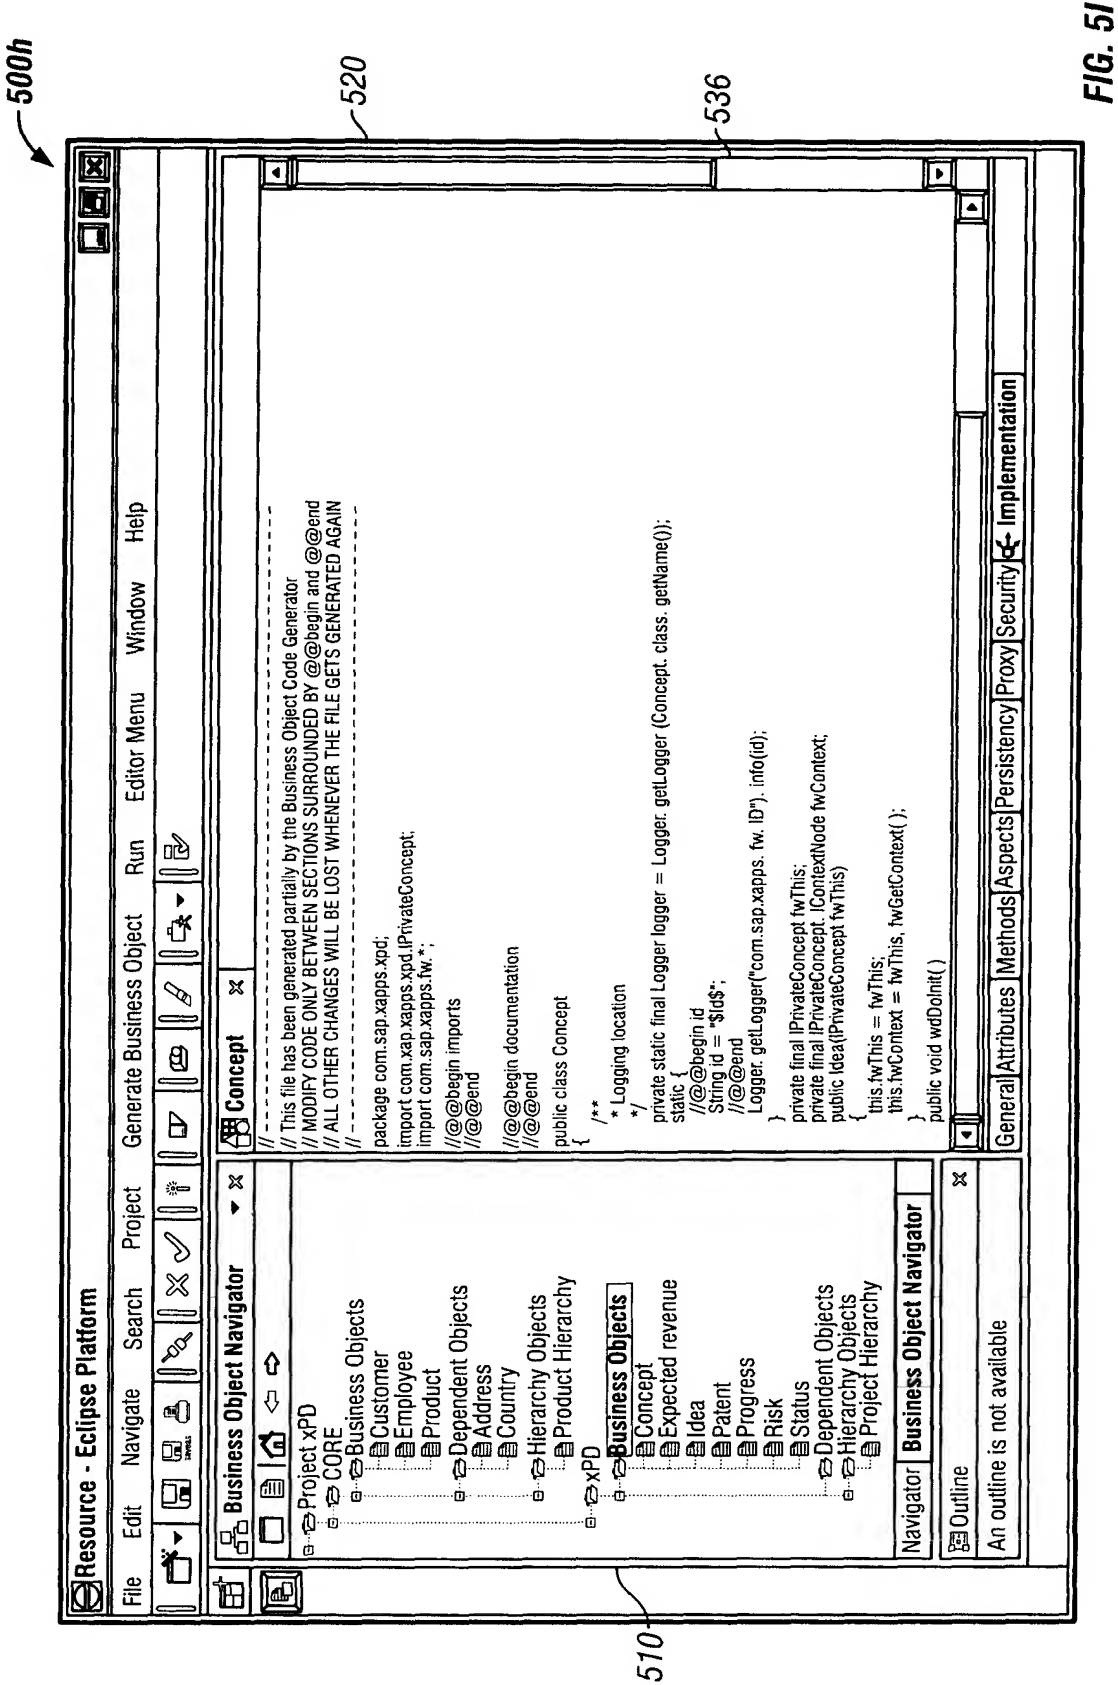 500h
Resource - Eclipse Platform
File Edit Navigate Search Project Generate Business Object Run Editor Menu Window Help
Business Object Navigator
Project xPD
CORE
Business Objects
Customer
Employee
Product
Dependent Objects
Address
Country
Hierarchy Objects
Product Hierarchy
xPD
Business Objects
Concept
Expected revenue
Idea
Patent
Progress
Risk
Status
Dependent Objects
Hierarchy Objects
Project Hierarchy
Navigator Business Object Navigator
Outline
An outline is not available
510
Concept
// ------------------------------------------------
// This file has been generated partially by the Business Object Code Generator
// MODIFY CODE ONLY BETWEEN SECTIONS SURROUNDED BY @@begin and @@end
// ALL OTHER CHANGES WILL BE LOST WHENEVER THE FILE GETS GENERATED AGAIN
// ------------------------------------------------
package com.sap.xapps.xpd;
import com.xap.xapps.xpd.IPrivateConcept;
import com.sap.xapps.fw.*;
//@@begin imports
//@@end
//@@begin documentation
//@@end
public class Concept
{
/**
* Logging location
*/
private static final Logger logger = Logger. getLogger (Concept. class. getName());
static {
//@@begin id
String id = "$Id$";
//@@end
Logger. getLogger("com.sap.xapps. fw. ID"). info(id);
}
private final IPrivateConcept fwThis;
private final IPrivateConcept. IContextNode fwContext;
public Idea(IPrivateConcept fwThis)
{
this.fwThis = fwThis;
this.fwContext = fwThis, fwGetContext( );
}
public void wdDoInit( )
General Attributes Methods Aspects Persistency Proxy Security Implementation
520
536
FIG. 5I